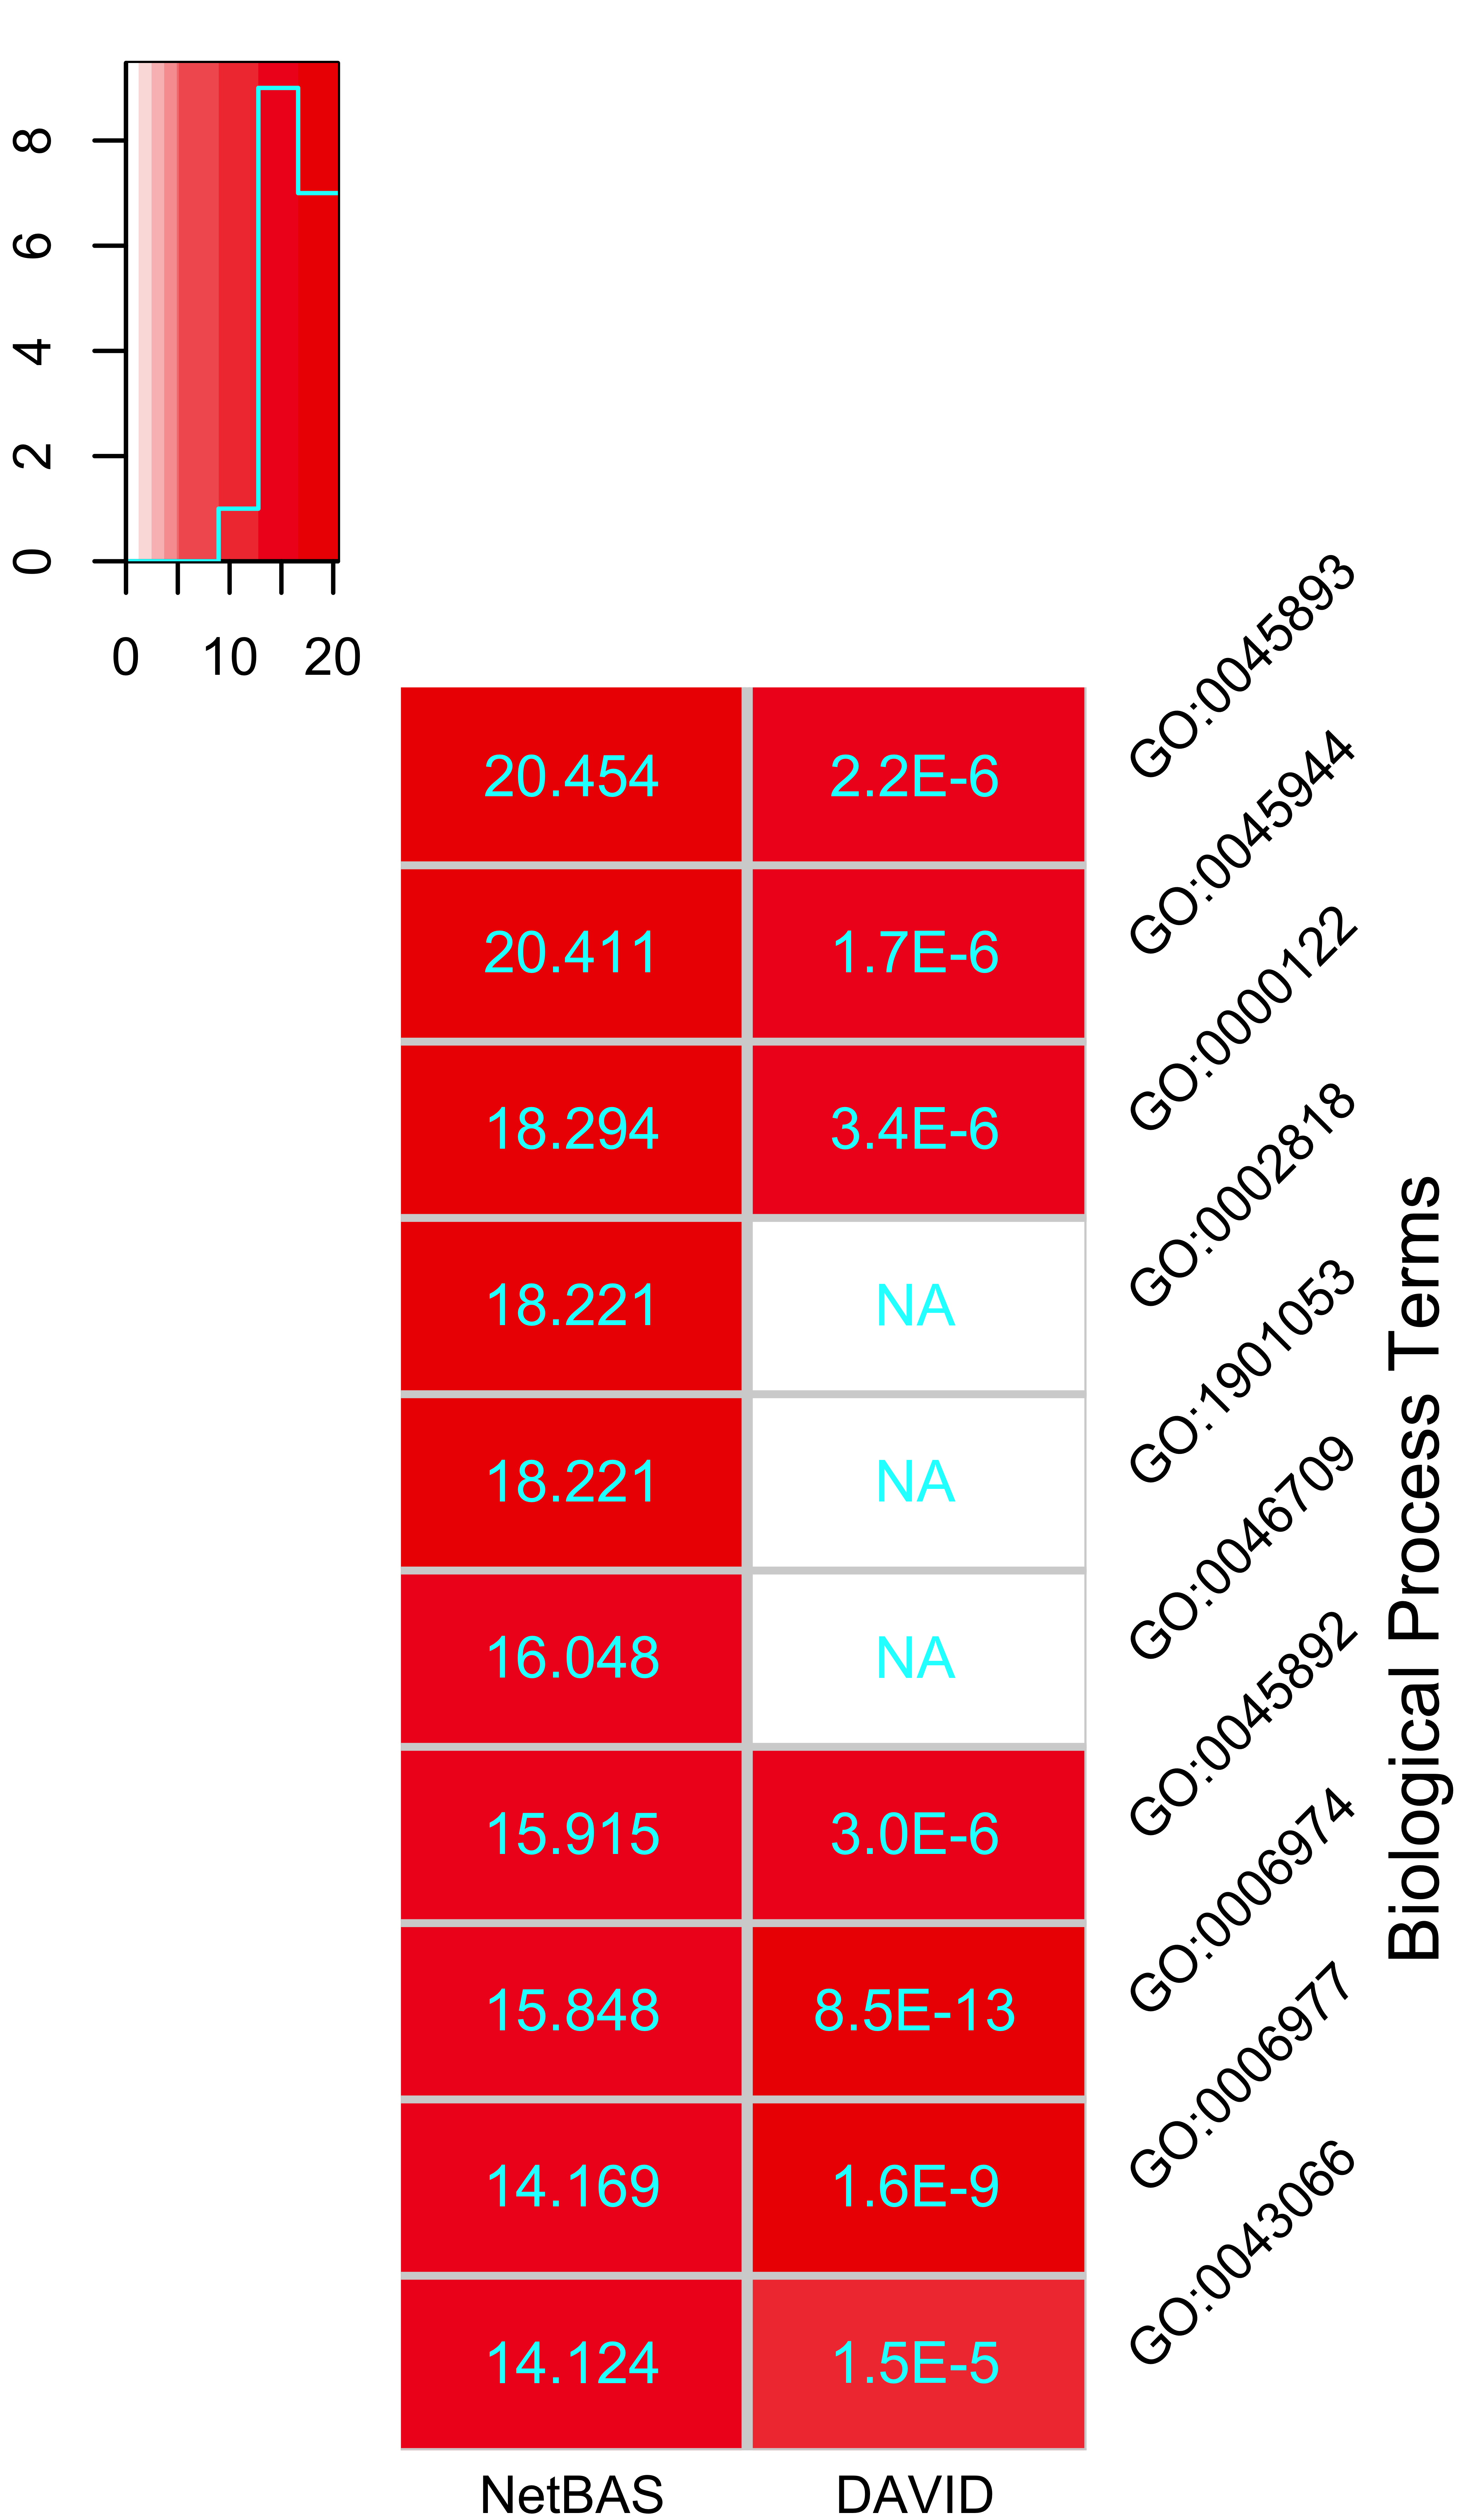 8
6
4
2
0
0 10 20
20.454 2.2E-6 GO:0045893
20.411 1.7E-6 GO:0045944
18.294 3.4E-6 GO:0000122
18.221 NA GO:0002818
18.221 NA GO:1901053
16.048 NA GO:0046709
15.915 3.0E-6 GO:0045892
15.848 8.5E-13 GO:0006974
14.169 1.6E-9 GO:0006977
14.124 1.5E-5 GO:0043066
NetBAS DAVID
Biological Process Terms